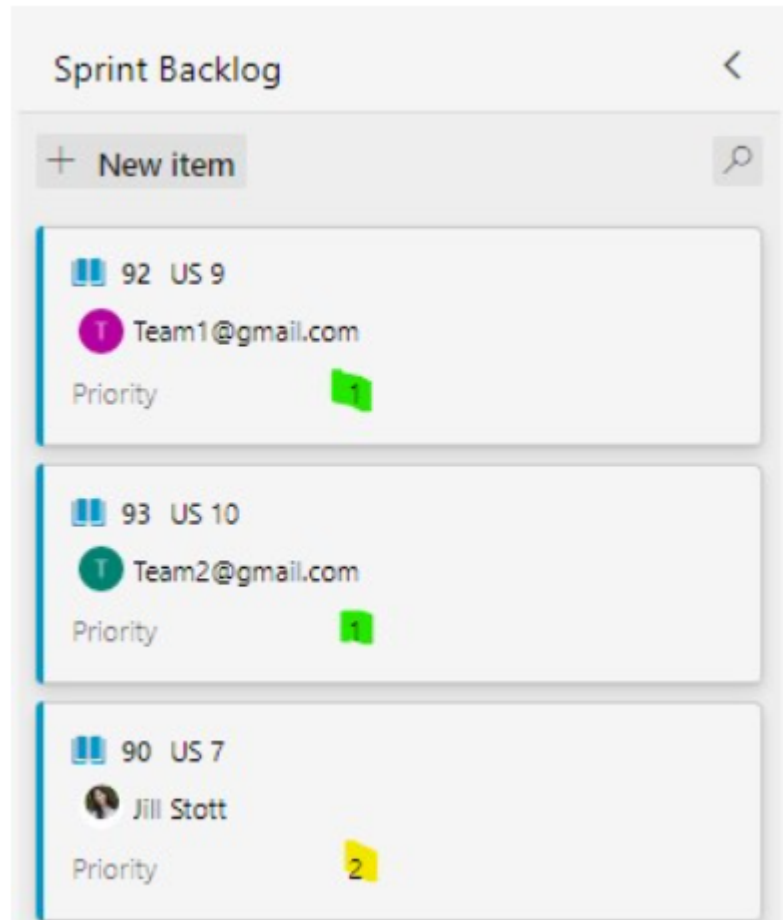 Sprint Backlog
+ New item
92 US 9
T Team1@gmail.com
Priority 1
93 US 10
T Team2@gmail.com
Priority 1
90 US 7
Jill Stott
Priority 2